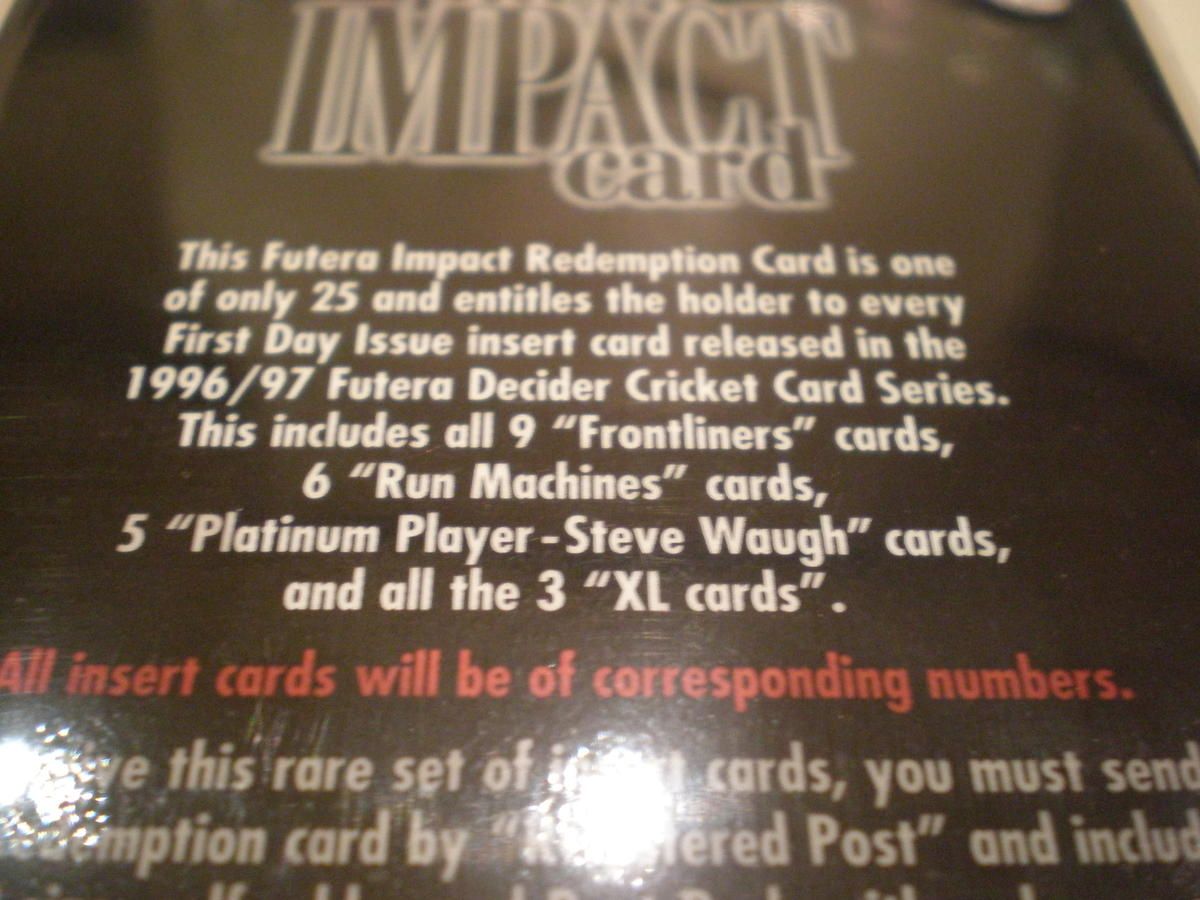 IMPACT
card
This Futera Impact Redemption Card is one
of only 25 and entitles the holder to every
First Day Issue insert card released in the
1996/97 Futera Decider Cricket Card Series.
This includes all 9 “Frontliners” cards,
6 “Run Machines” cards,
5 “Platinum Player-Steve Waugh” cards,
and all the 3 “XL cards”.
All insert cards will be of corresponding numbers.
this rare set of cards, you must send
card by Post” and